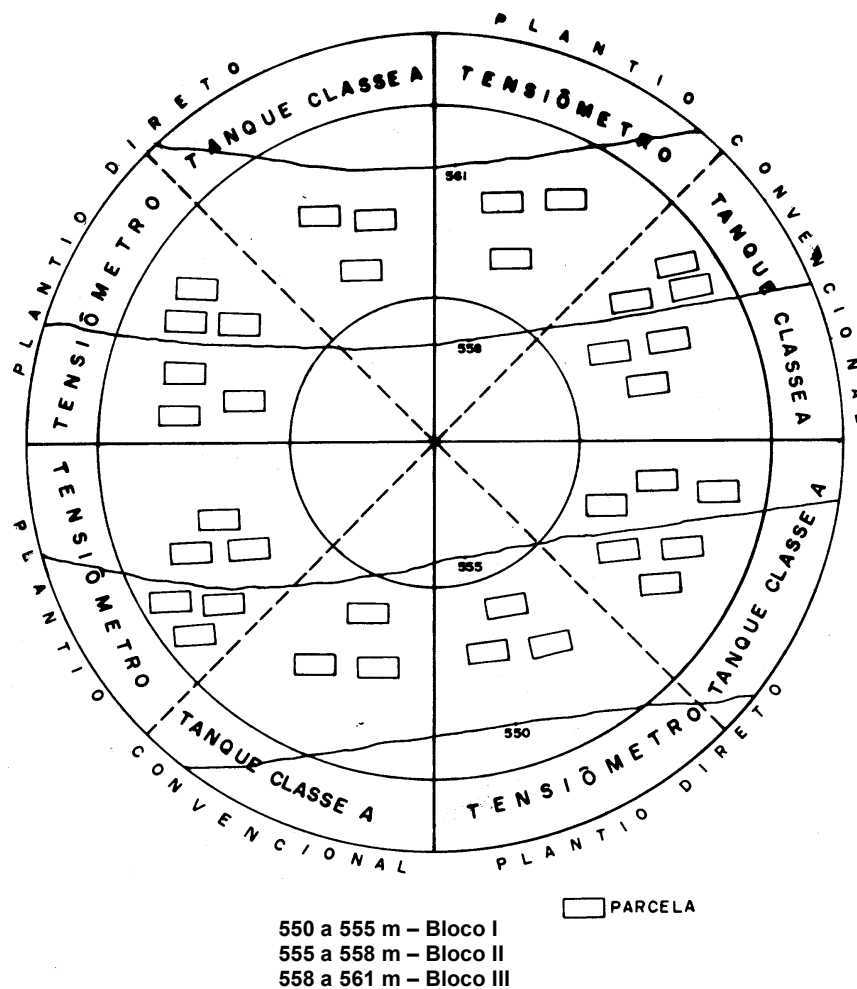 PLANTIO DIRETO
PLANTIO CONVENCIONAL
TANQUE CLASSE A
TENSIÔMETRO
TENSIÔMETRO
TANQUE CLASSE A
561
558
TENSIÔMETRO
TANQUE CLASSE A
555
550
TANQUE CLASSE A
TENSIÔMETRO
PLANTIO CONVENCIONAL
PLANTIO DIRETO
PARCELA
550 a 555 m – Bloco I
555 a 558 m – Bloco II
558 a 561 m – Bloco III